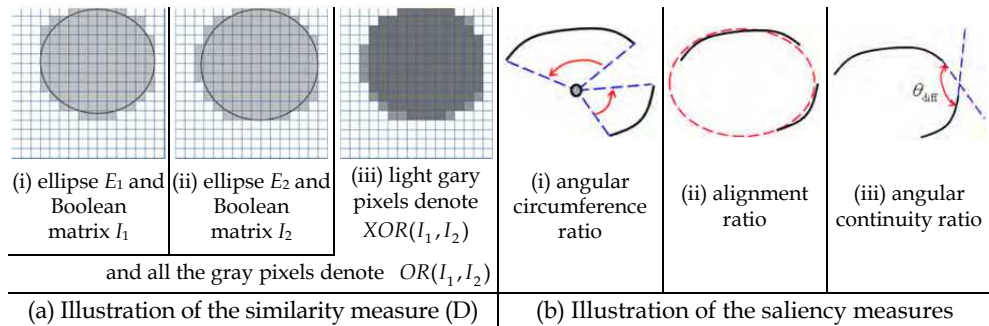 θdiff
(i) ellipse E1 and
Boolean
matrix I1
(ii) ellipse E2 and
Boolean
matrix I2
(iii) light gary
pixels denote
XOR(I1,I2)
and all the gray pixels denote OR(I1,I2)
(a) Illustration of the similarity measure (D)
(i) angular
circumference
ratio
(ii) alignment
ratio
(iii) angular
continuity ratio
(b) Illustration of the saliency measures